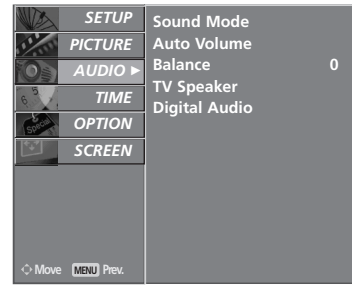 SETUP
PICTURE
AUDIO ►
TIME
OPTION
Special
SCREEN
Move MENU Prev.
Sound Mode
Auto Volume
Balance 0
TV Speaker
Digital Audio